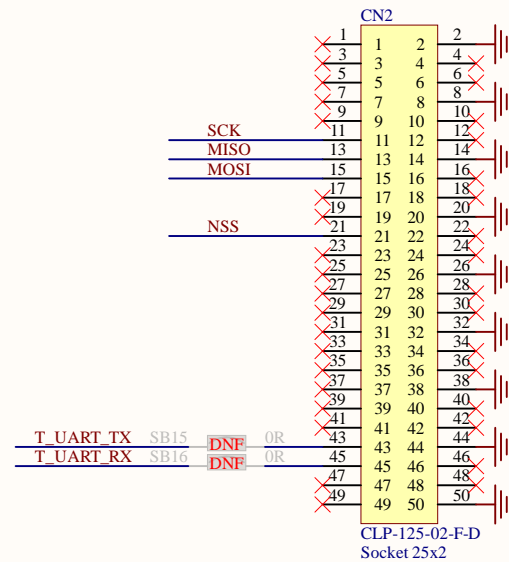 CN2
1 1 2 2
3 3 4 4
5 5 6 6
7 7 8 8
9 9 10 10
SCK 11 11 12 12
MISO 13 13 14 14
MOSI 15 15 16 16
17 17 18 18
19 19 20 20
NSS 21 21 22 22
23 23 24 24
25 25 26 26
27 27 28 28
29 29 30 30
31 31 32 32
33 33 34 34
35 35 36 36
37 37 38 38
39 39 40 40
41 41 42 42
T_UART_TX SB15 DNF 0R 43 43 44 44
T_UART_RX SB16 DNF 0R 45 45 46 46
47 47 48 48
49 49 50 50
CLP-125-02-F-D
Socket 25x2